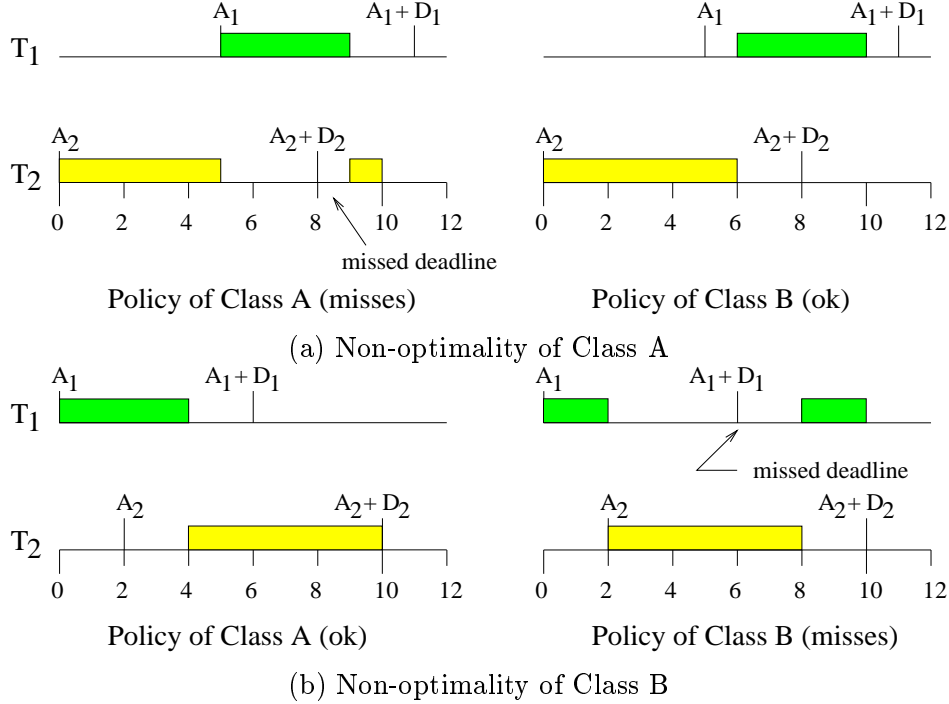 A1 A1 + D1 A1 A1 + D1
T1
A2 A2 + D2 A2 A2 + D2
T2
0 2 4 6 8 10 12 0 2 4 6 8 10 12
missed deadline
Policy of Class A (misses) Policy of Class B (ok)
(a) Non-optimality of Class A
A1 A1 + D1 A1 A1 + D1
T1
missed deadline
A2 A2 + D2 A2 A2 + D2
T2
0 2 4 6 8 10 12 0 2 4 6 8 10 12
Policy of Class A (ok) Policy of Class B (misses)
(b) Non-optimality of Class B